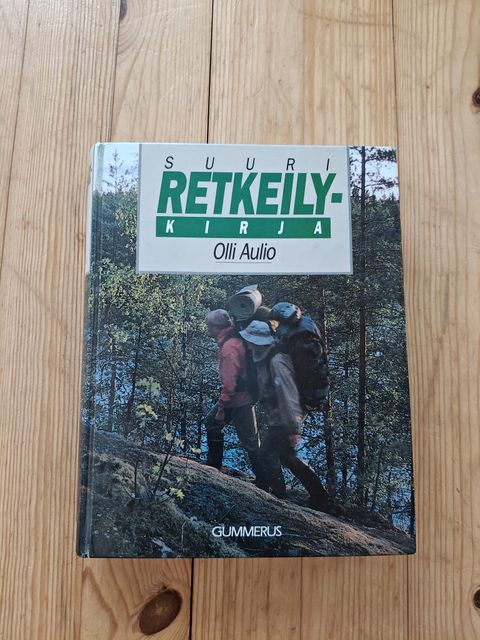 SUURI
RETKEILY-
KIRJA
Olli Aulio
GUMMERUS